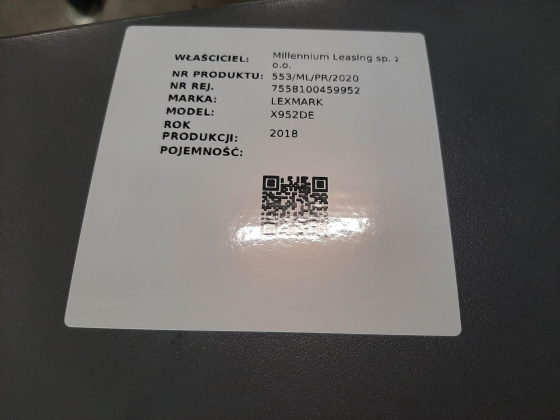 WŁAŚCICIEL: Millennium Leasing sp. z
o.o.
NR PRODUKTU: 553/ML/PR/2020
NR REJ. 7558100459952
MARKA: LEXMARK
MODEL: X952DE
ROK
PRODUKCJI: 2018
POJEMNOŚĆ: